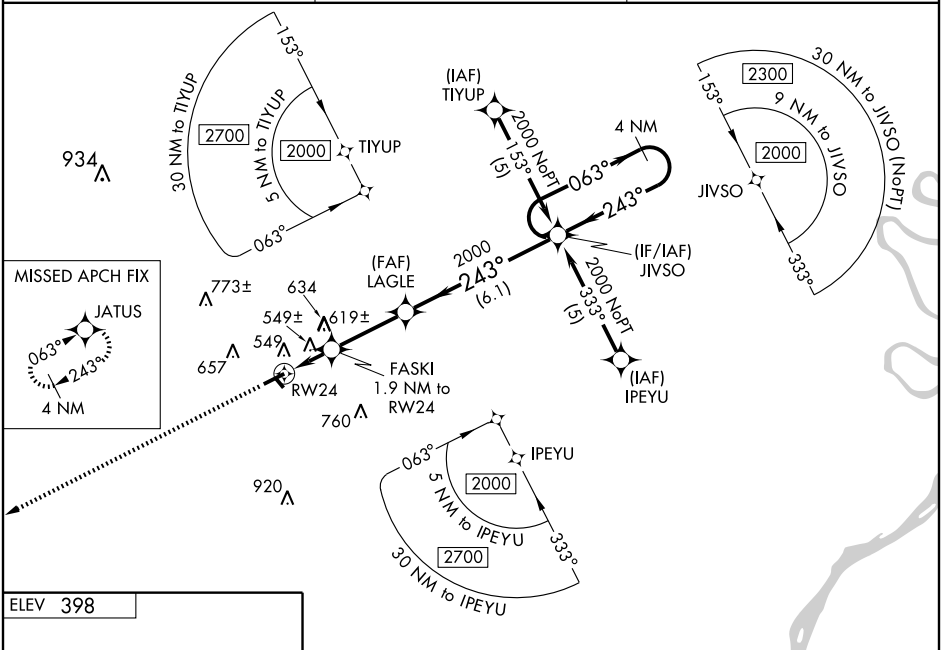 153°
30 NM to TIYUP
2700
5 NM to TIYUP
2000
TIYUP
063°
934
(IAF)
TIYUP
2000 NoPT
153°
(5)
4 NM
063°
243°
(IF/IAF)
JIVSO
30 NM to JIVSO (NoPT)
2300
153°
9 NM to JIVSO
2000
JIVSO
333°
2000
243°
(6.1)
(FAF)
LAGLE
2000 NoPT
333°
(5)
(IAF)
IPEYU
MISSED APCH FIX
JATUS
063°
243°
4 NM
773±
634
549±
619±
549
657
RW24
FASKI
1.9 NM to
RW24
760
920
063°
IPEYU
2000
5 NM to IPEYU
333°
2700
30 NM to IPEYU
ELEV 398